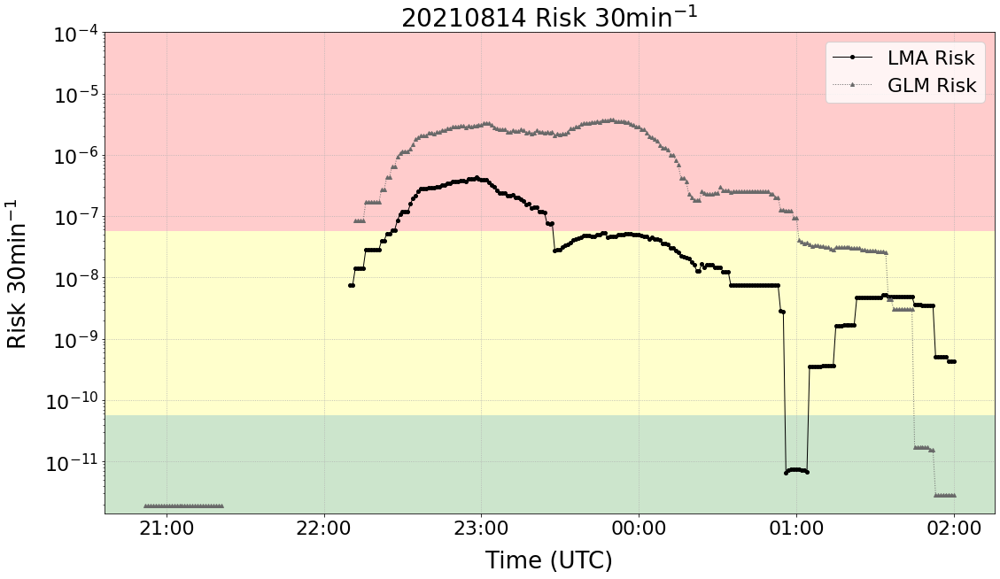 20210814 Risk 30min⁻¹
LMA Risk
GLM Risk
Risk 30min⁻¹
10⁻⁴
10⁻⁵
10⁻⁶
10⁻⁷
10⁻⁸
10⁻⁹
10⁻¹⁰
10⁻¹¹
21:00 22:00 23:00 00:00 01:00 02:00
Time (UTC)